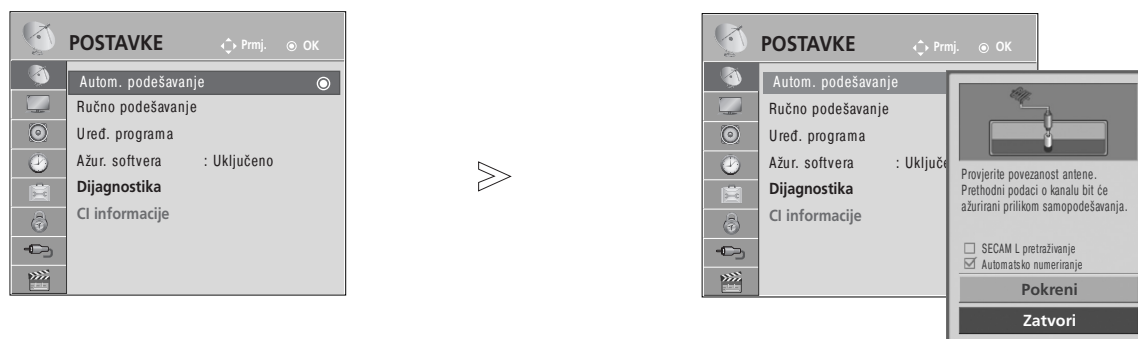 POSTAVKE Prmj. OK
Autom. podešavanje
Ručno podešavanje
Uređ. programa
Ažur. softvera : Uključeno
Dijagnostika
CI informacije
POSTAVKE Prmj. OK
Autom. podešavanje
Ručno podešavanje
Uređ. programa
Ažur. softvera : Uključe
Dijagnostika
CI informacije
Provjerite povezanost antene.
Prethodni podaci o kanalu bit će
ažurirani prilikom samopodešavanja.
SECAM L pretraživanje
Automatsko numeriranje
Pokreni
Zatvori